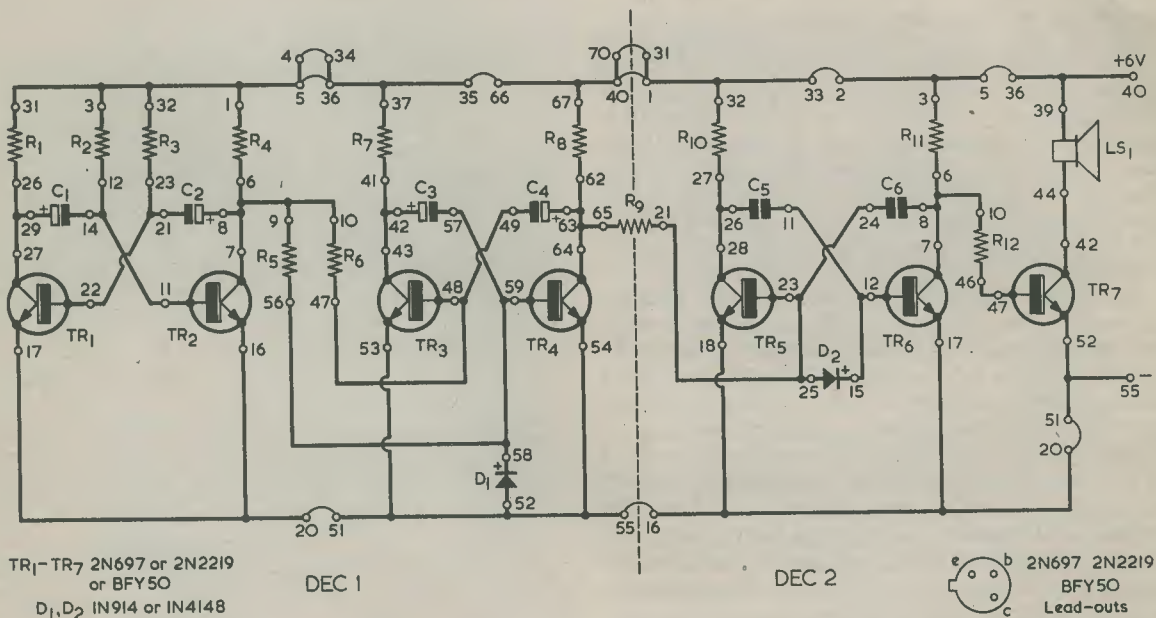 4 34 70 31
+6V
5 36 35 66 40 1 33 2 5 36 40
31 3 32 1 37 67 32 3 39
R1 R2 R3 R4 R7 R8 R10 R11 LS1
26 12 23 6 41 62 27 6 44
C1 C2 C3 C4 R9 C5 C6
+ + + +
29 14 21 8 9 10 42 57 49 63 65 21 26 11 24 8 10
27 7 R5 R6 43 64 28 7 R12 42
22 11 56 47 48 59 23 12 46 47
TR1 TR2 TR3 TR4 TR5 TR6 TR7
17 16 53 54 18 D2 17 52
25 + 15 55 -
51
58 20
D1 +
52
20 51 55 16
TR1-TR7 2N697 or 2N2219
or BFY50
D1,D2 1N914 or 1N4148
DEC 1
DEC 2
e b c
2N697 2N2219
BFY50
Lead-outs